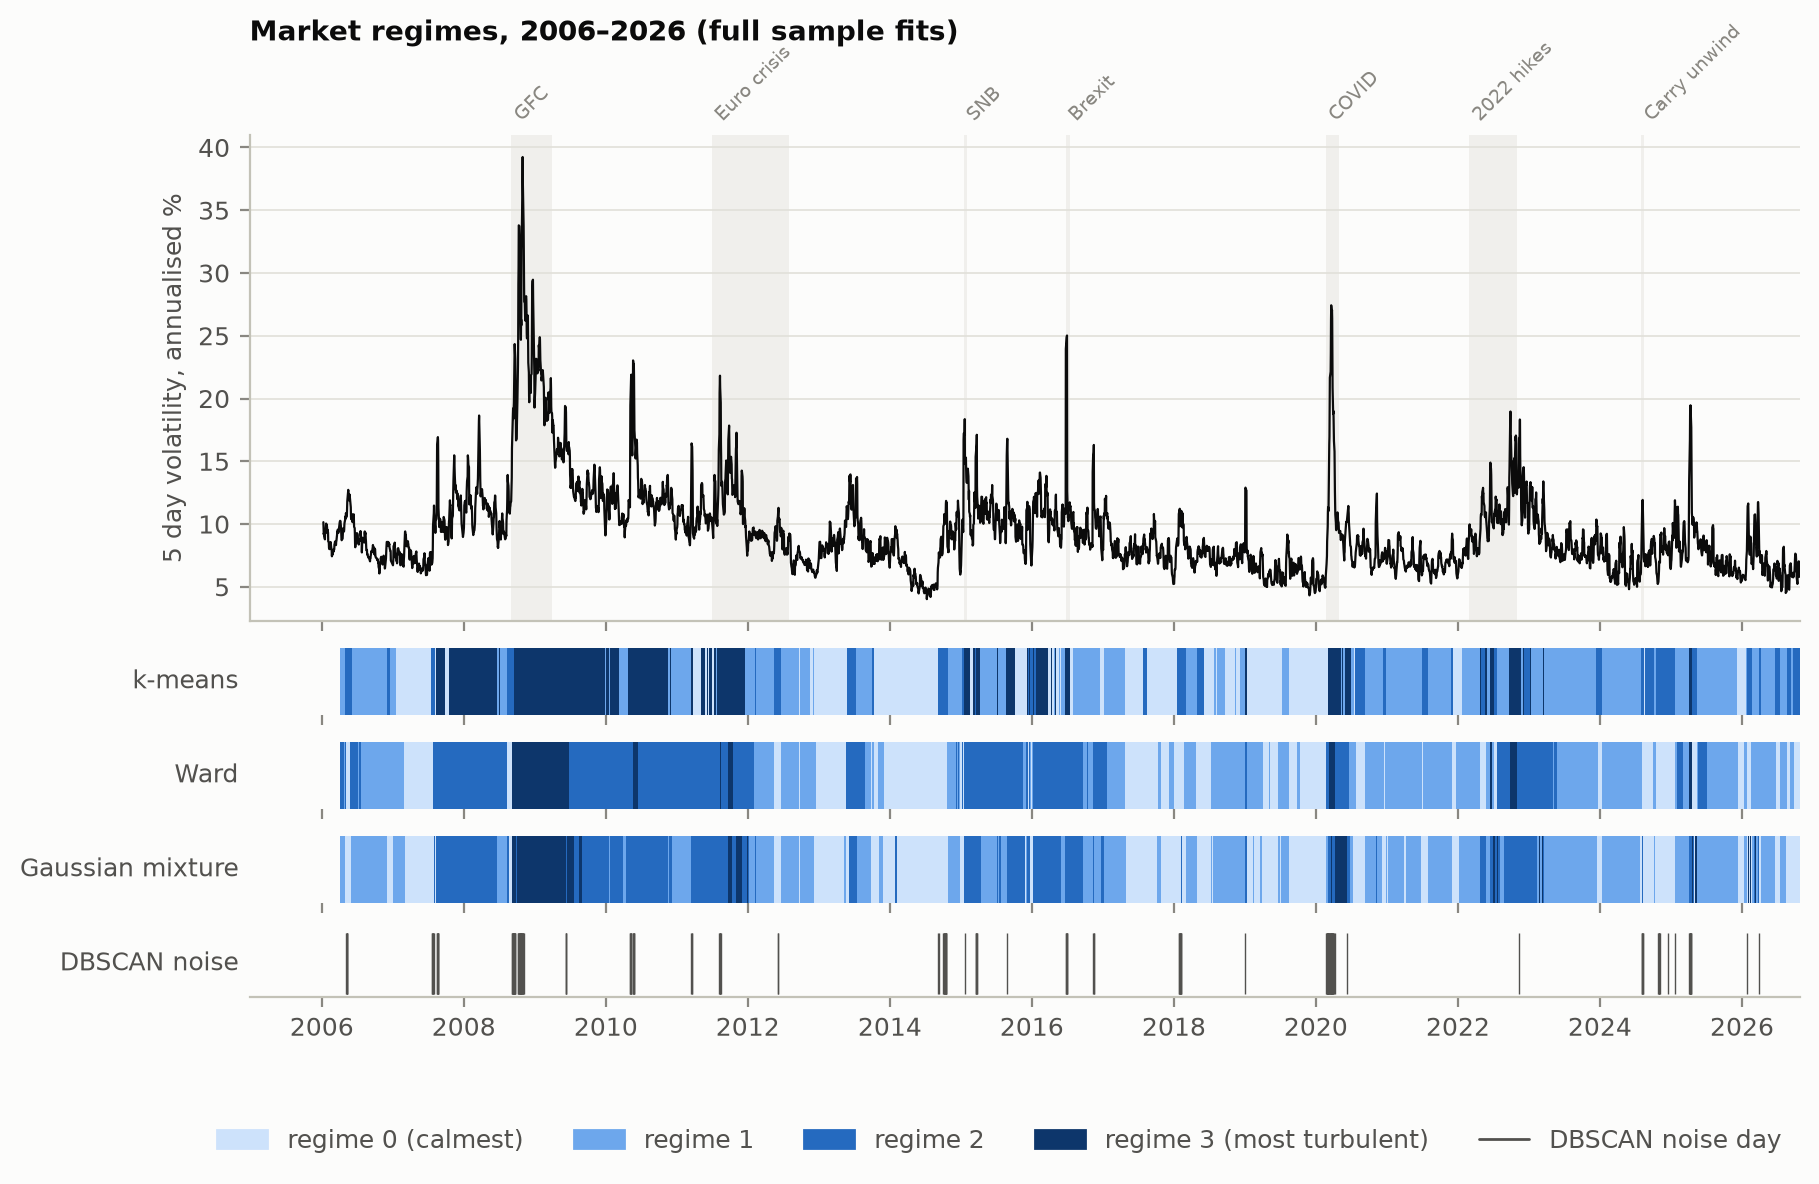 Market regimes, 2006–2026 (full sample fits)
GFC
Euro crisis
SNB
Brexit
COVID
2022 hikes
Carry unwind
5 day volatility, annualised %
40
35
30
25
20
15
10
5
k-means
Ward
Gaussian mixture
DBSCAN noise
2006 2008 2010 2012 2014 2016 2018 2020 2022 2024 2026
regime 0 (calmest) regime 1 regime 2 regime 3 (most turbulent) DBSCAN noise day